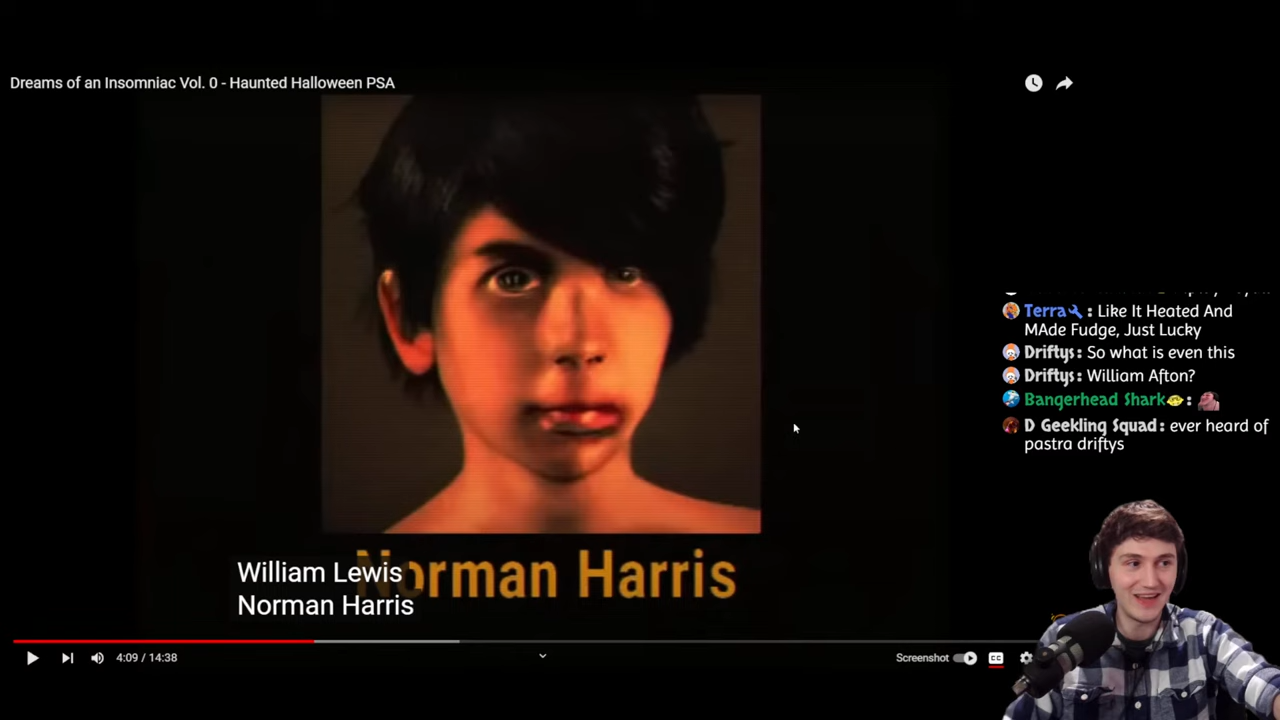 Dreams of an Insomniac Vol. 0 - Haunted Halloween PSA
Terra: Like It Heated And
MAde Fudge, Just Lucky
Driftys: So what is even this
Driftys: William Afton?
Bangerhead Shark:
D Geekling Squad: ever heard of
pastra driftys
Norman Harris
William Lewis
Norman Harris
4:09 / 14:38
Screenshot
CC